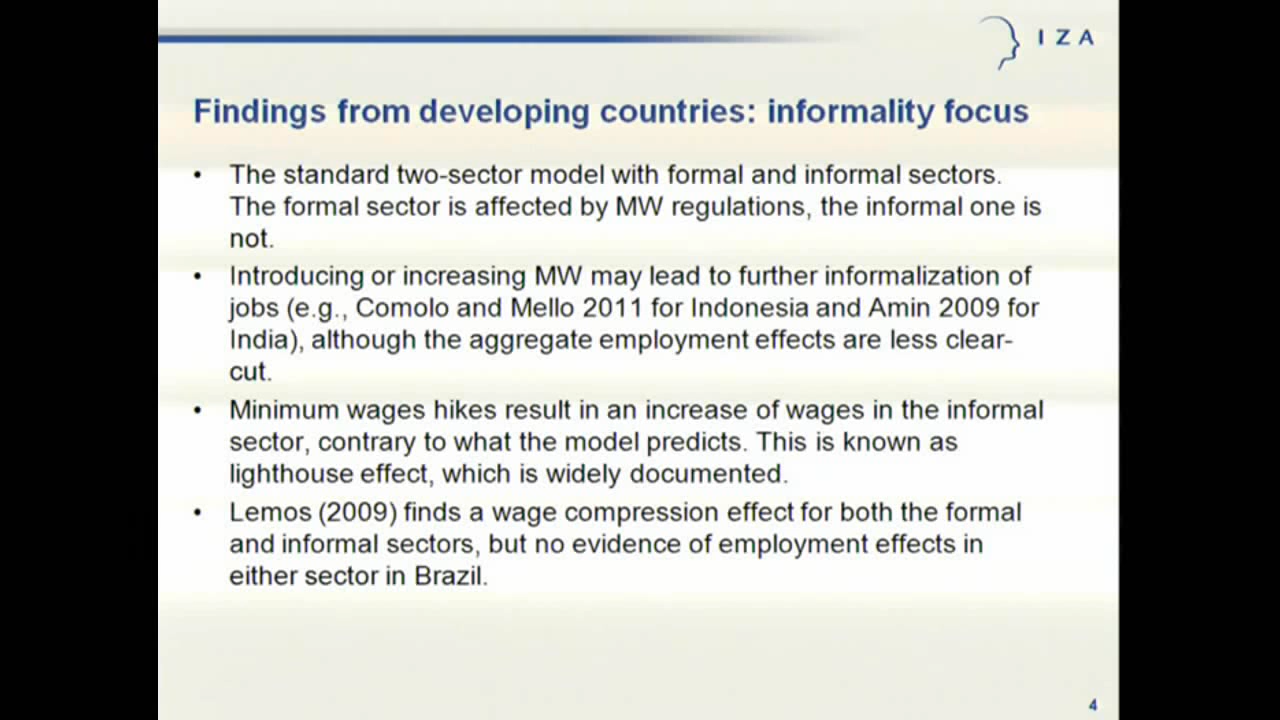 I Z A
Findings from developing countries: informality focus
• The standard two-sector model with formal and informal sectors.
The formal sector is affected by MW regulations, the informal one is
not.
• Introducing or increasing MW may lead to further informalization of
jobs (e.g., Comolo and Mello 2011 for Indonesia and Amin 2009 for
India), although the aggregate employment effects are less clear-
cut.
• Minimum wages hikes result in an increase of wages in the informal
sector, contrary to what the model predicts. This is known as
lighthouse effect, which is widely documented.
• Lemos (2009) finds a wage compression effect for both the formal
and informal sectors, but no evidence of employment effects in
either sector in Brazil.
4